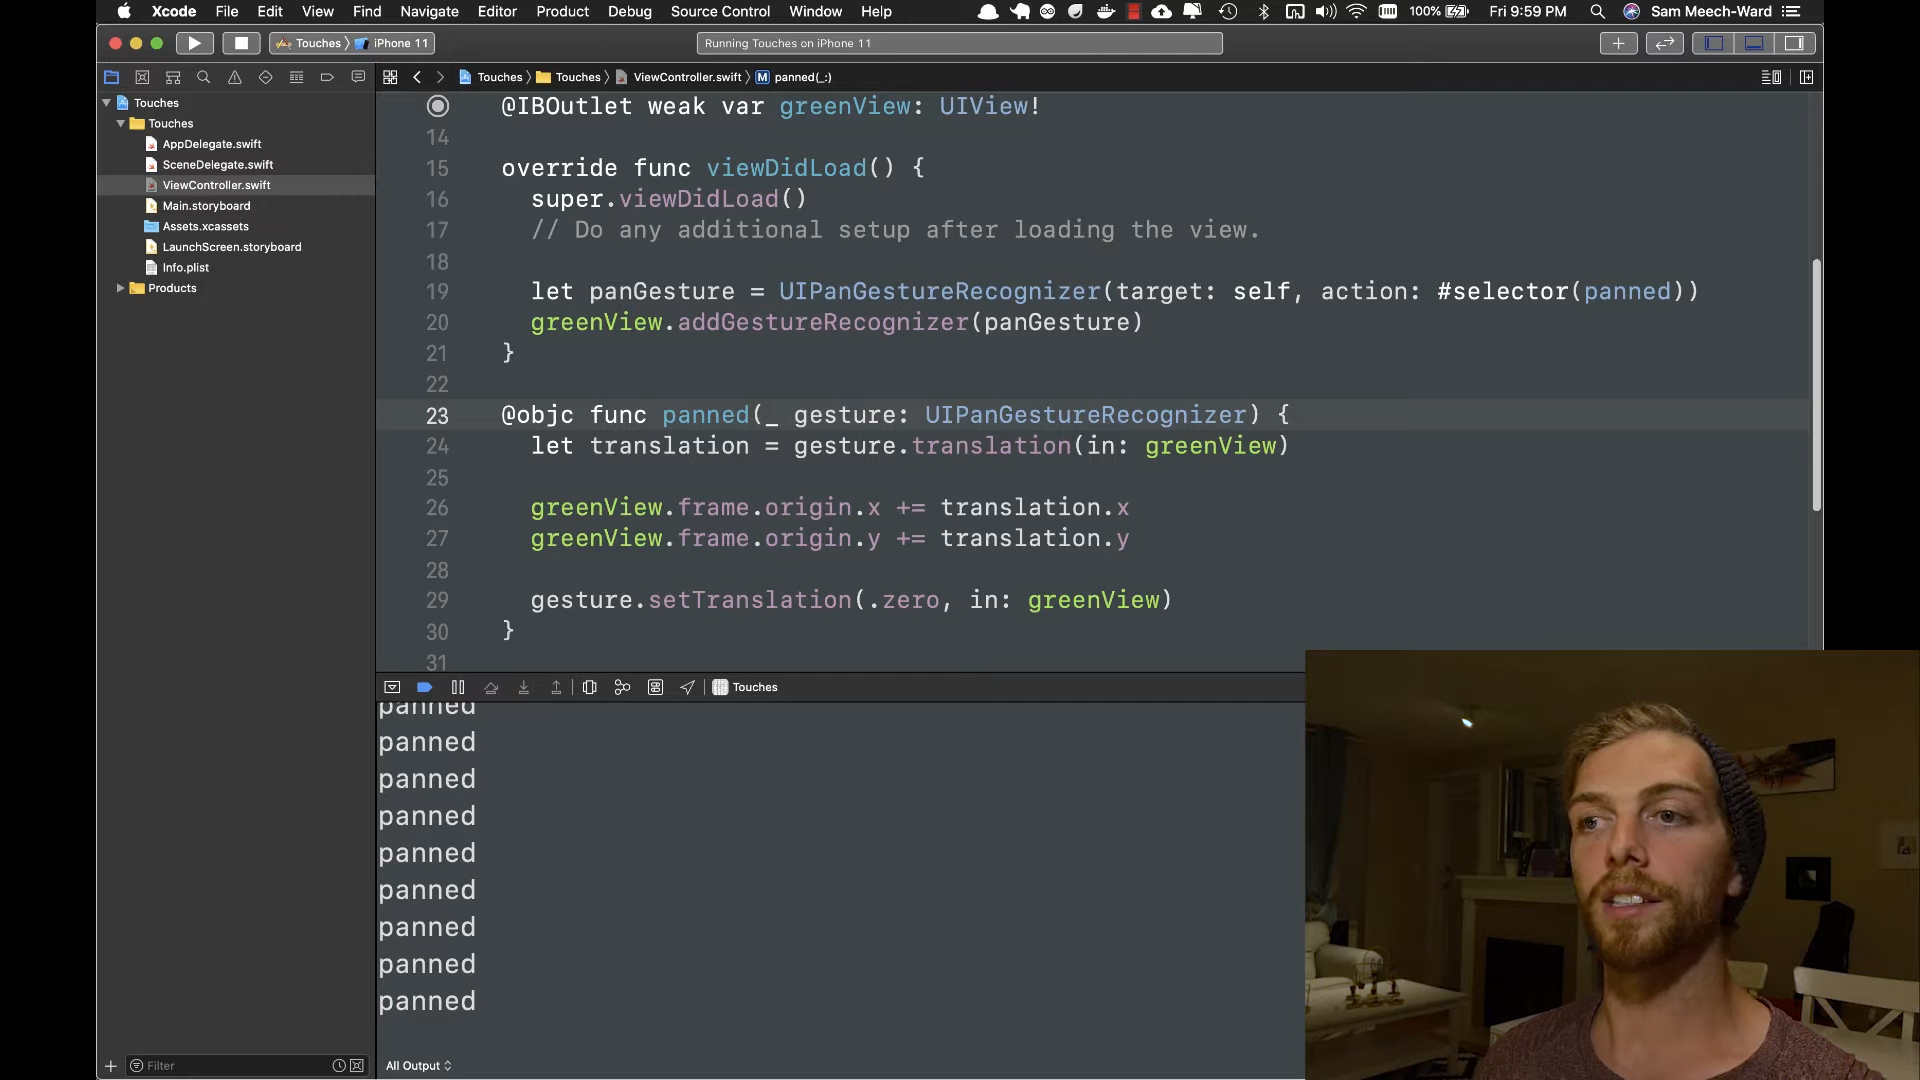 Xcode File Edit View Find Navigate Editor Product Debug Source Control Window Help 100% Fri 9:59 PM Sam Meech-Ward
Touches iPhone 11 Running Touches on iPhone 11
Touches Touches ViewController.swift M panned(_:)
Touches
Touches
AppDelegate.swift
SceneDelegate.swift
ViewController.swift
Main.storyboard
Assets.xcassets
LaunchScreen.storyboard
Info.plist
Products
Filter
@IBOutlet weak var greenView: UIView!
14
15 override func viewDidLoad() {
16 super.viewDidLoad()
17 // Do any additional setup after loading the view.
18
19 let panGesture = UIPanGestureRecognizer(target: self, action: #selector(panned))
20 greenView.addGestureRecognizer(panGesture)
21 }
22
23 @objc func panned(_ gesture: UIPanGestureRecognizer) {
24 let translation = gesture.translation(in: greenView)
25
26 greenView.frame.origin.x += translation.x
27 greenView.frame.origin.y += translation.y
28
29 gesture.setTranslation(.zero, in: greenView)
30 }
31
Touches
panned
panned
panned
panned
panned
panned
panned
panned
panned
All Output